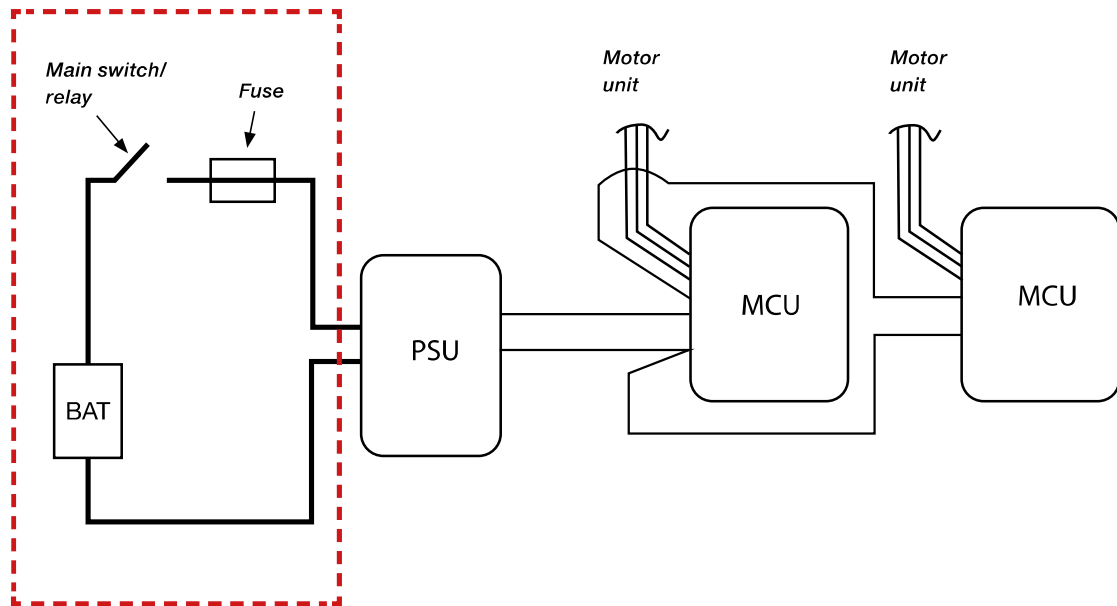 Main switch/
relay
Fuse
Motor
unit
Motor
unit
BAT
PSU
MCU
MCU